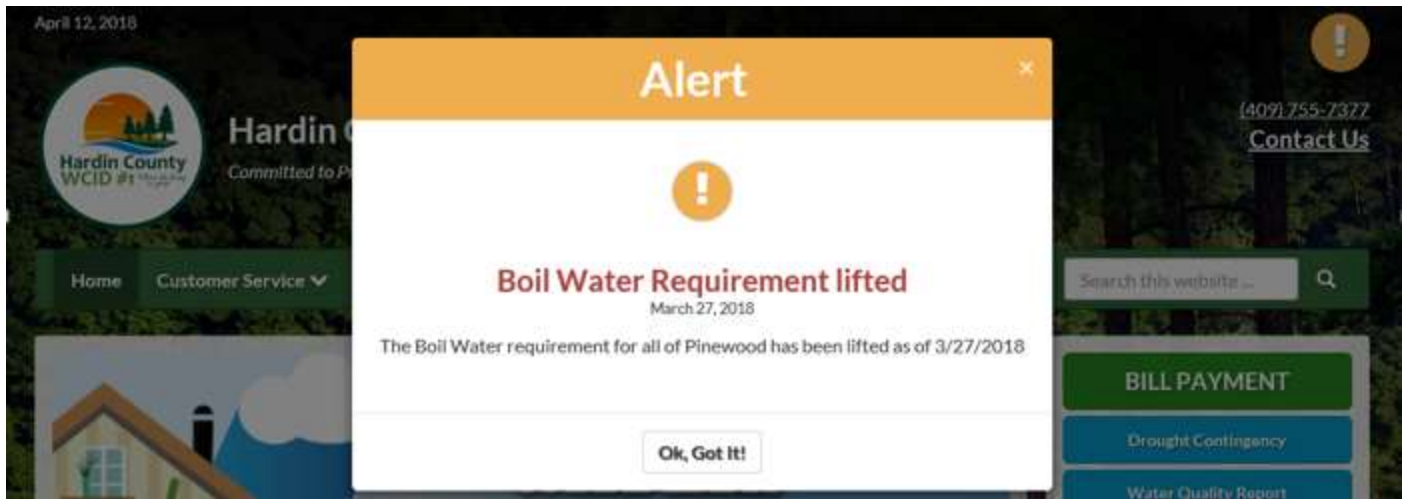 April 12, 2018
Alert
×
(409) 755-7377
Contact Us
Hardin County
WCID #1
Hardin
Committed to P
Home
Customer Service
Search this website ...
Boil Water Requirement lifted
March 27, 2018
The Boil Water requirement for all of Pinewood has been lifted as of 3/27/2018
BILL PAYMENT
Drought Contingency
Ok, Got It!
Water Quality Report